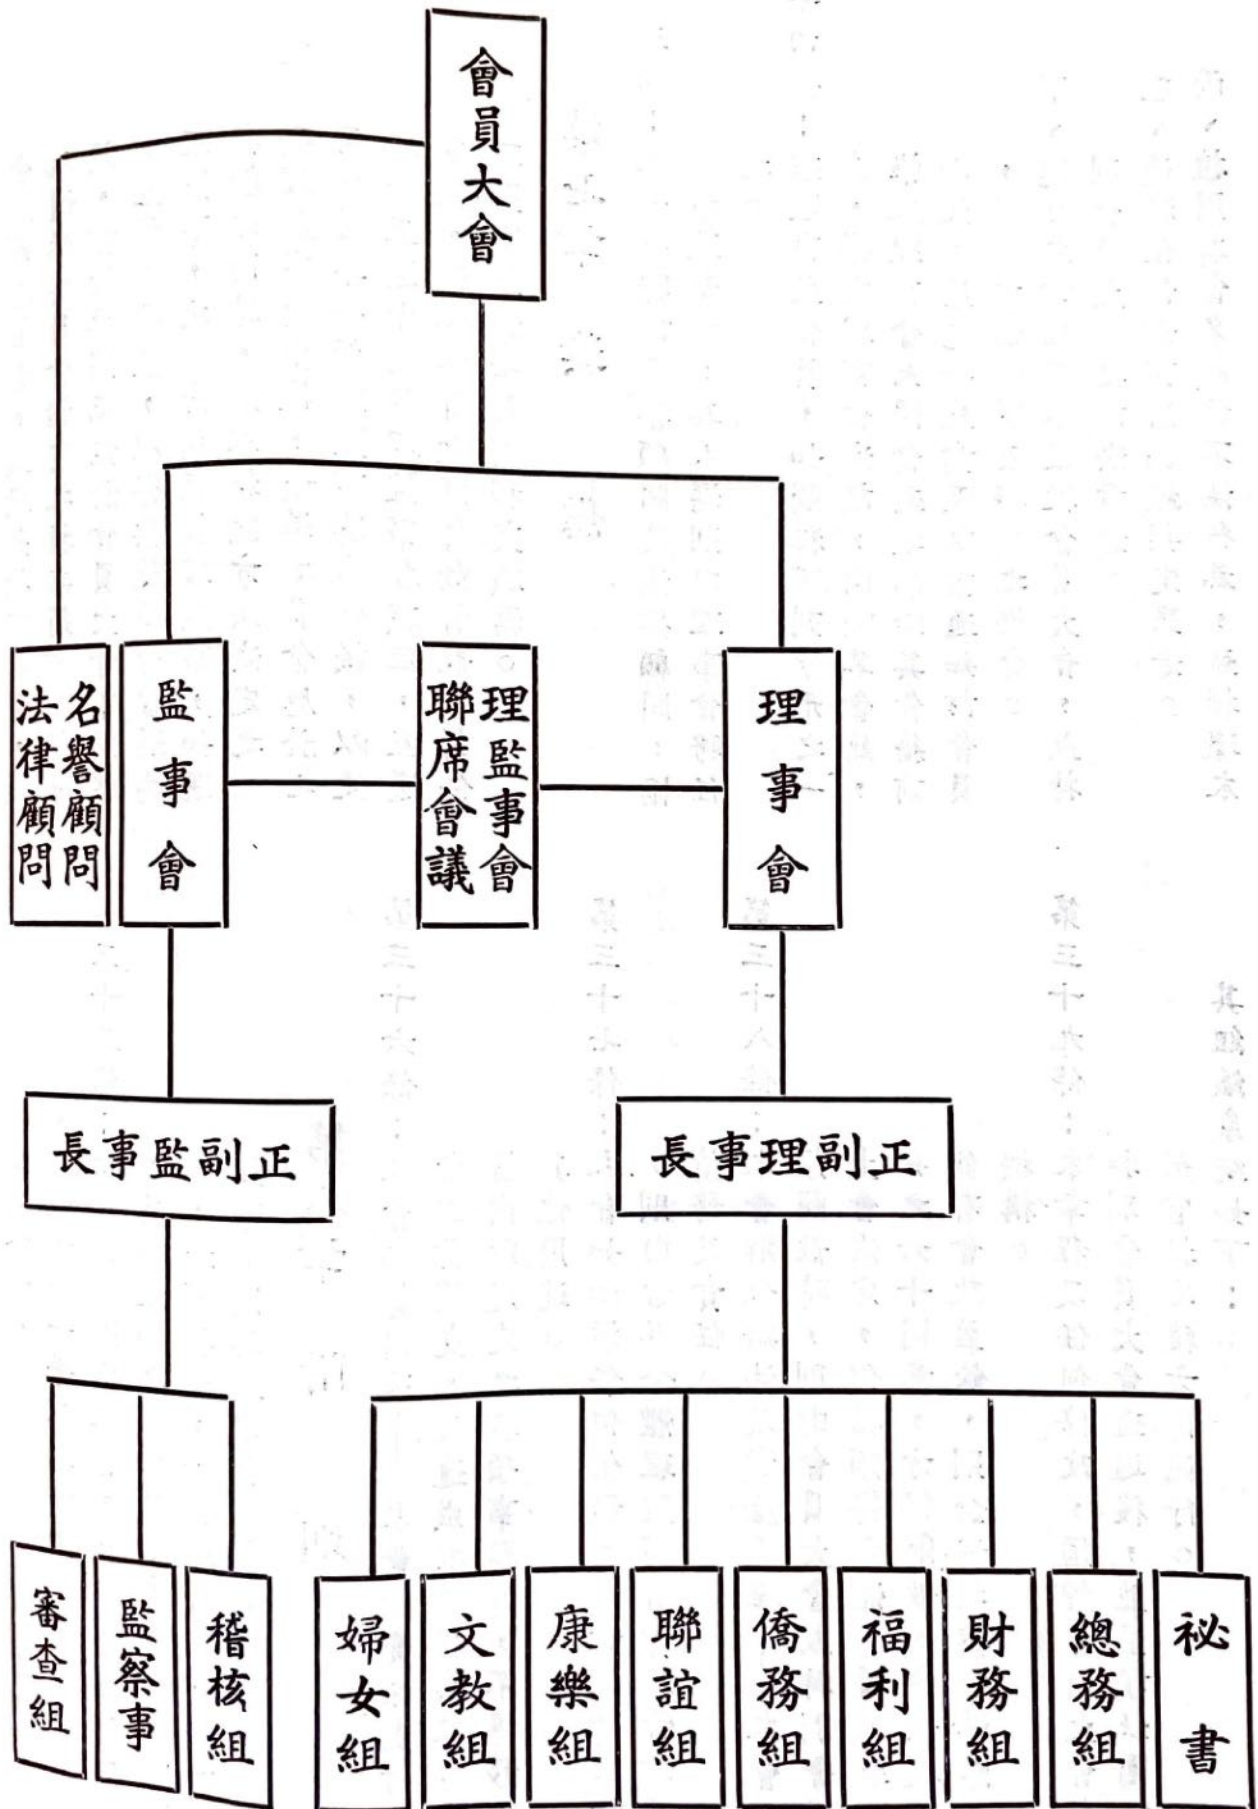 會員大會
理事會
理監事會
聯席會議
監事會
名譽顧問
法律顧問
正副理事長
正副監事長
祕書
總務組
財務組
福利組
僑務組
聯誼組
康樂組
文教組
婦女組
稽核組
監察事
審查組